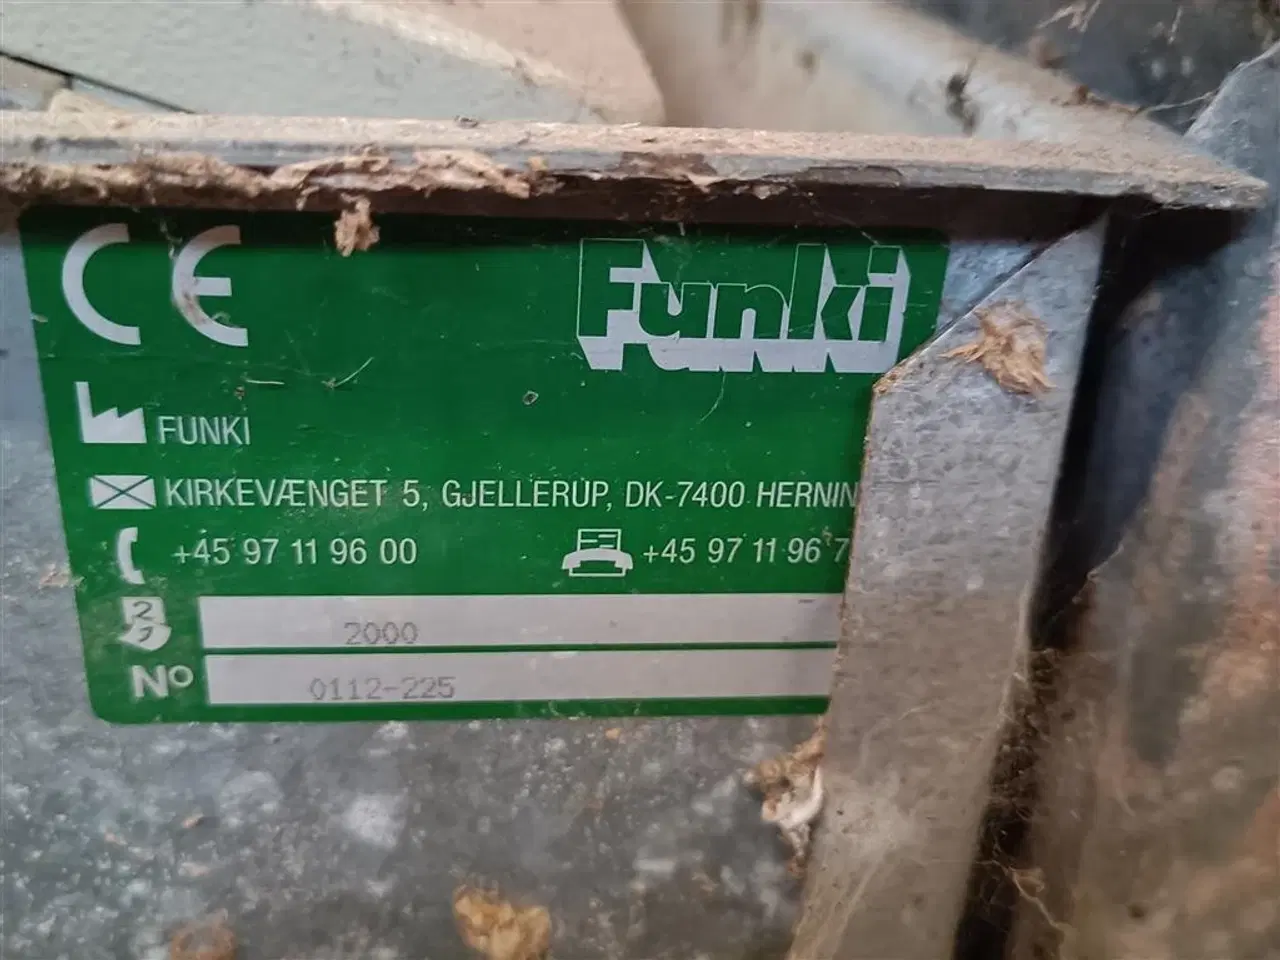 CE Funki
FUNKI
KIRKEVÆNGET 5, GJELLERUP, DK-7400 HERNIN
+45 97 11 96 00 +45 97 11 96 7
2000
Nº 0112-225